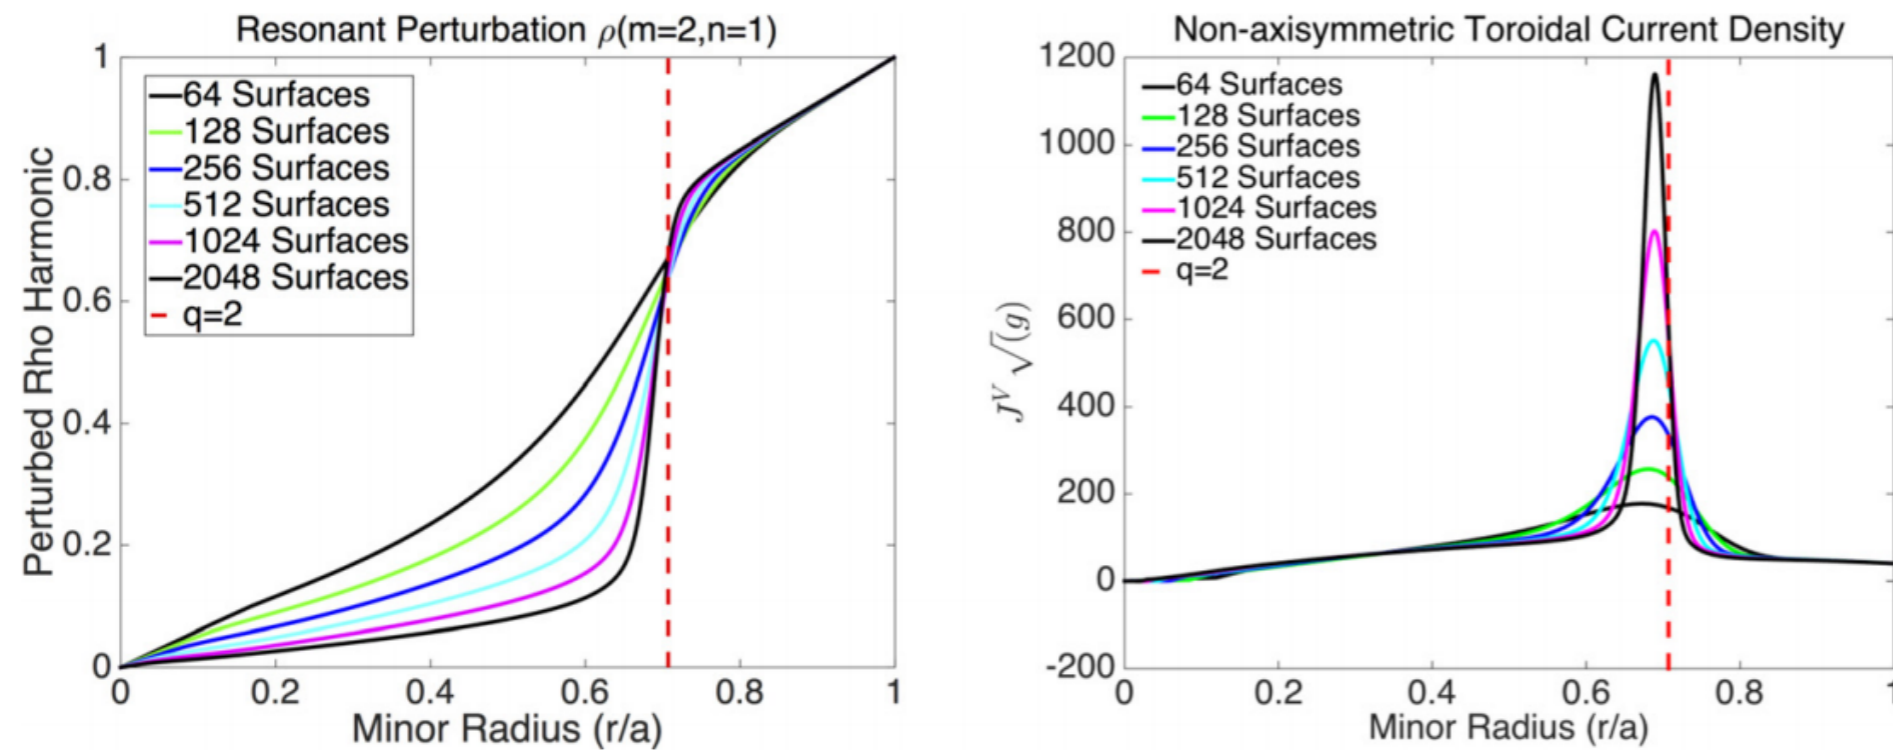 Resonant Perturbation ρ(m=2,n=1)
1
0.8
0.6
0.4
0.2
0
Perturbed Rho Harmonic
64 Surfaces
128 Surfaces
256 Surfaces
512 Surfaces
1024 Surfaces
2048 Surfaces
q=2
0 0.2 0.4 0.6 0.8 1
Minor Radius (r/a)
Non-axisymmetric Toroidal Current Density
1200
1000
800
600
400
200
0
-200
J^V √(g)
64 Surfaces
128 Surfaces
256 Surfaces
512 Surfaces
1024 Surfaces
2048 Surfaces
q=2
0 0.2 0.4 0.6 0.8 1
Minor Radius (r/a)